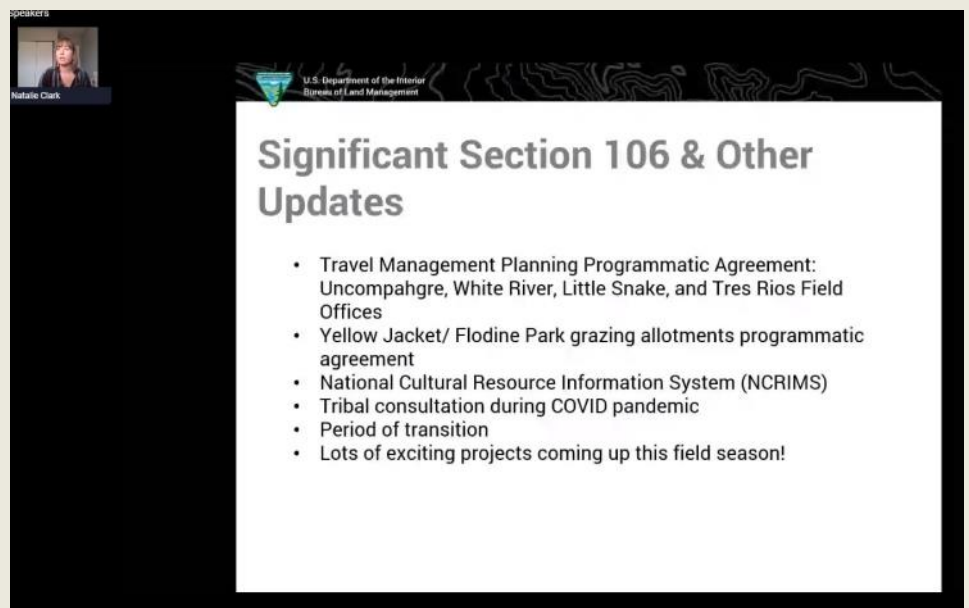 speakers
Natalie Clark
U.S. Department of the Interior
Bureau of Land Management
Significant Section 106 & Other
Updates
• Travel Management Planning Programmatic Agreement:
Uncompahgre, White River, Little Snake, and Tres Rios Field
Offices
• Yellow Jacket/ Flodine Park grazing allotments programmatic
agreement
• National Cultural Resource Information System (NCRIMS)
• Tribal consultation during COVID pandemic
• Period of transition
• Lots of exciting projects coming up this field season!